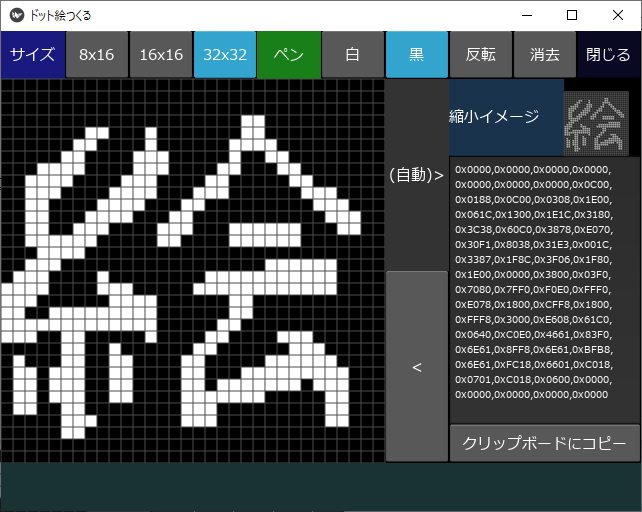 ドット絵つくる
サイズ 8x16 16x16 32x32 ペン 白 黒 反転 消去 閉じる
絵
(自動)>
<
縮小イメージ 絵
0x0000,0x0000,0x0000,0x0000,
0x0000,0x0000,0x0000,0x0C00,
0x0188,0x0C00,0x0308,0x1E00,
0x061C,0x1300,0x1E1C,0x3180,
0x3C38,0x60C0,0x3878,0xE070,
0x30F1,0x8038,0x31E3,0x001C,
0x3387,0x1F8C,0x3F06,0x1F80,
0x1E00,0x0000,0x3800,0x03F0,
0x7080,0x7FF0,0xF0E0,0xFFF0,
0xE078,0x1800,0xCFF8,0x1800,
0xFFF8,0x3000,0xE608,0x61C0,
0x0640,0xC0E0,0x4661,0x83F0,
0x6E61,0x8FF8,0x6E61,0xBFB8,
0x6E61,0xFC18,0x6601,0xC018,
0x0701,0xC018,0x0600,0x0000,
0x0000,0x0000,0x0000,0x0000
クリップボードにコピー